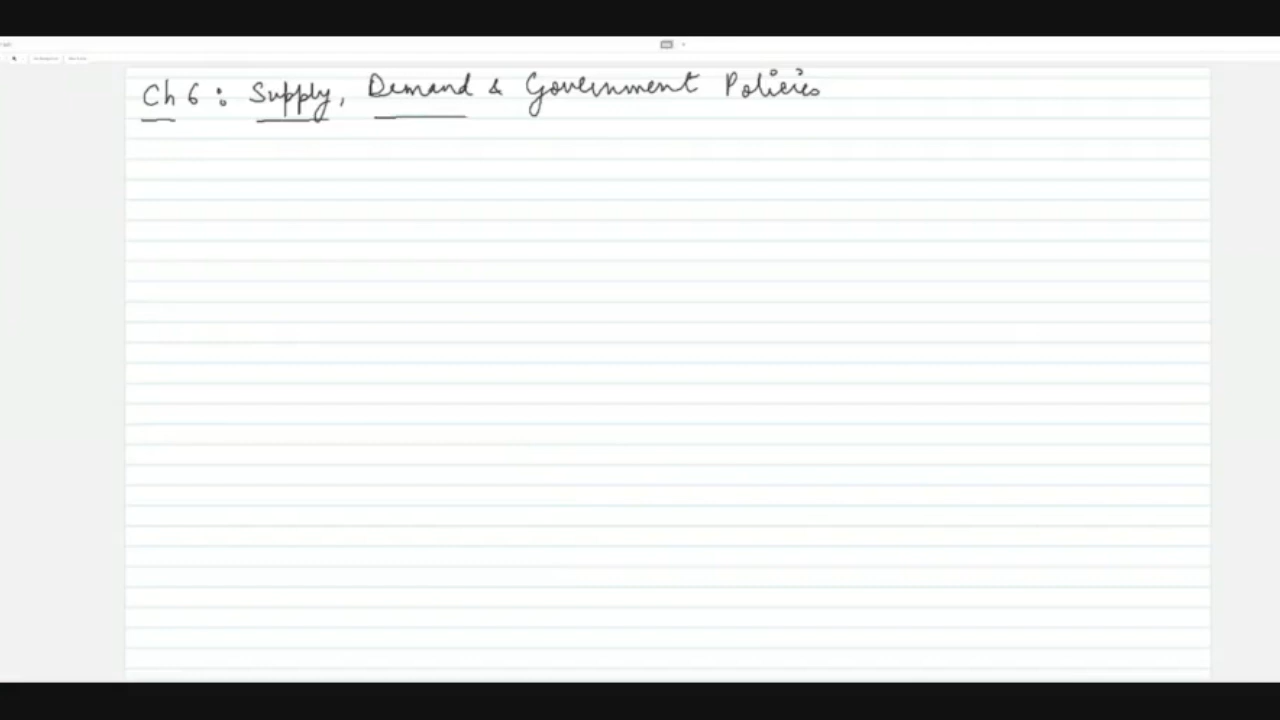 Ch 6 : Supply, Demand & Government Policies